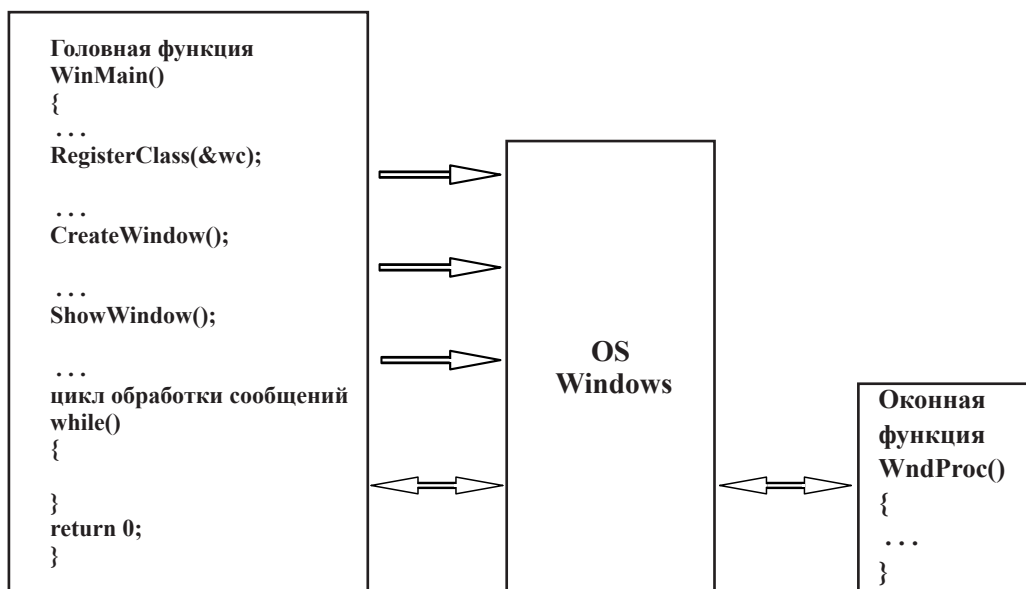 Головная функция
WinMain()
{
. . .
RegisterClass(&wc);
. . .
CreateWindow();
. . .
ShowWindow();
. . .
цикл обработки сообщений
while()
{
}
return 0;
}
OS
Windows
Оконная
функция
WndProc()
{
. . .
}